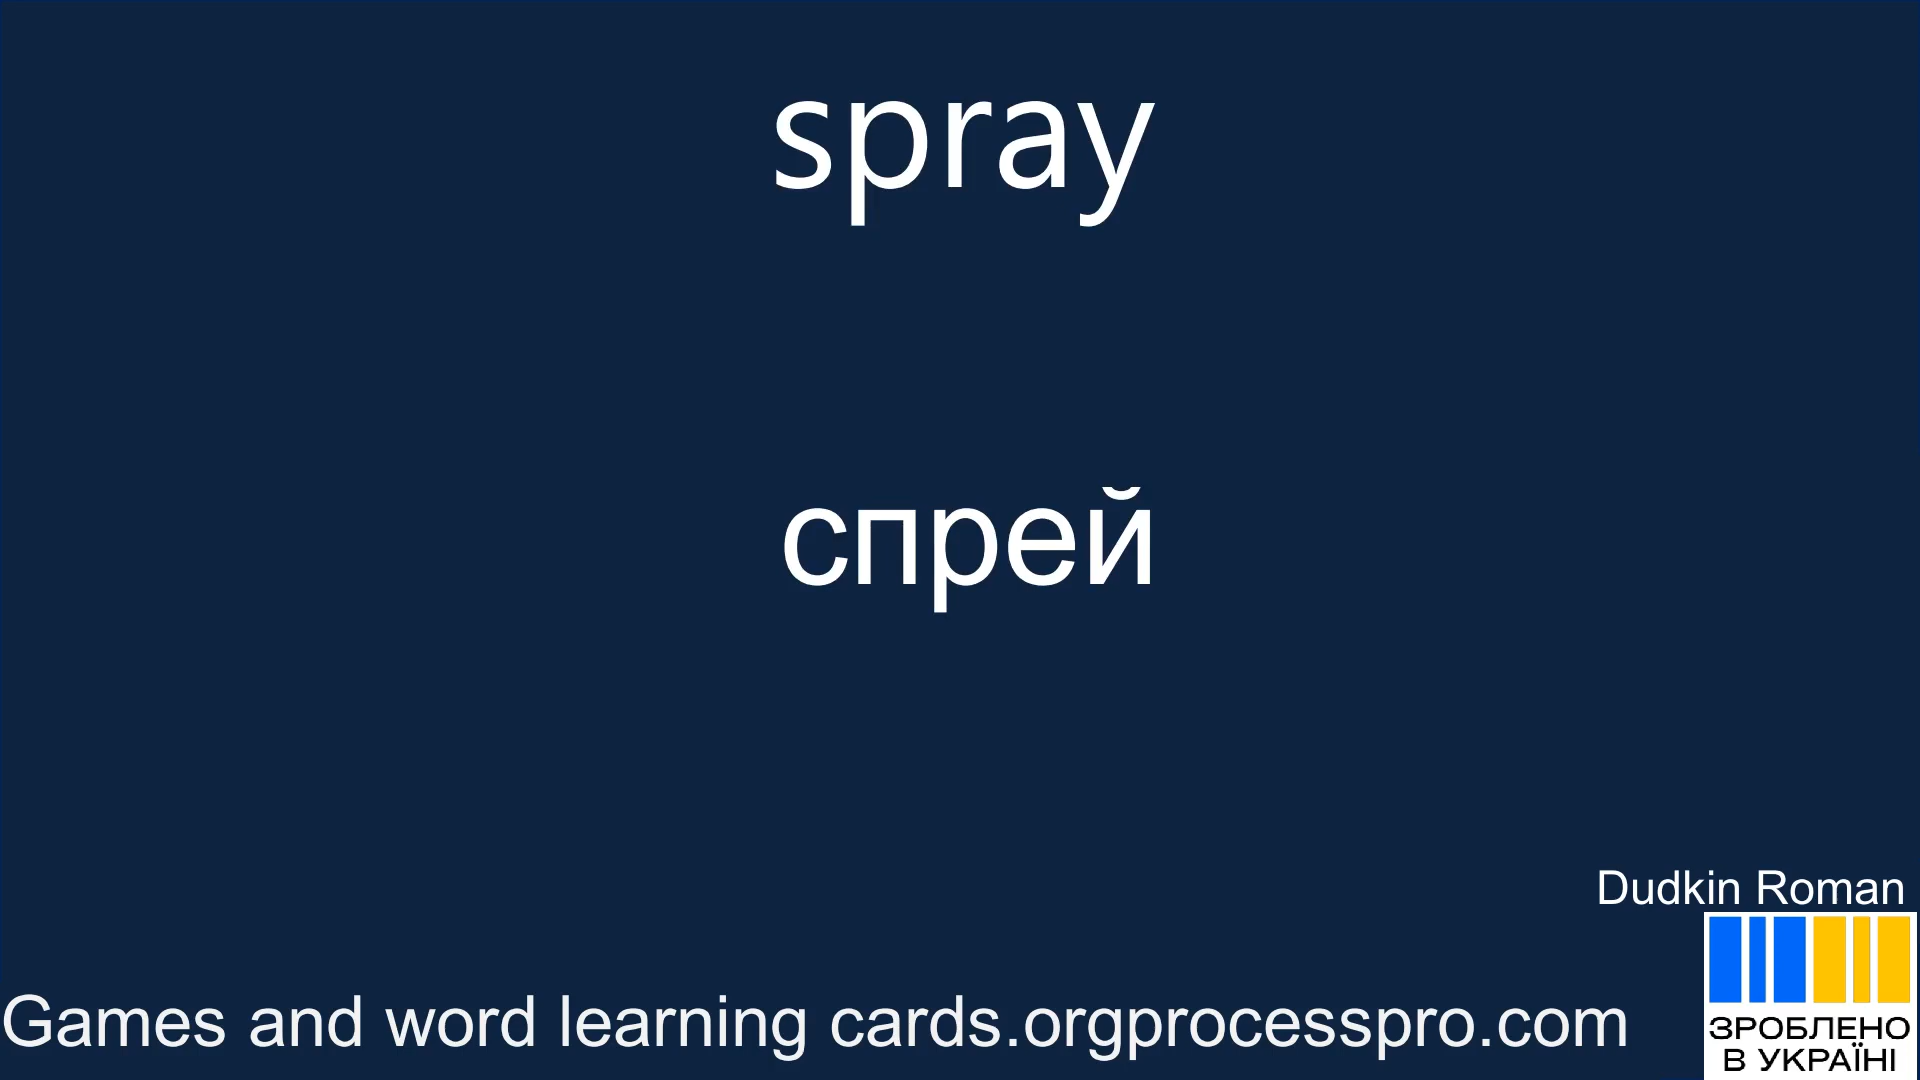 spray
спрей
Dudkin Roman
Games and word learning cards.orgprocesspro.com
ЗРОБЛЕНО
В УКРАЇНІ